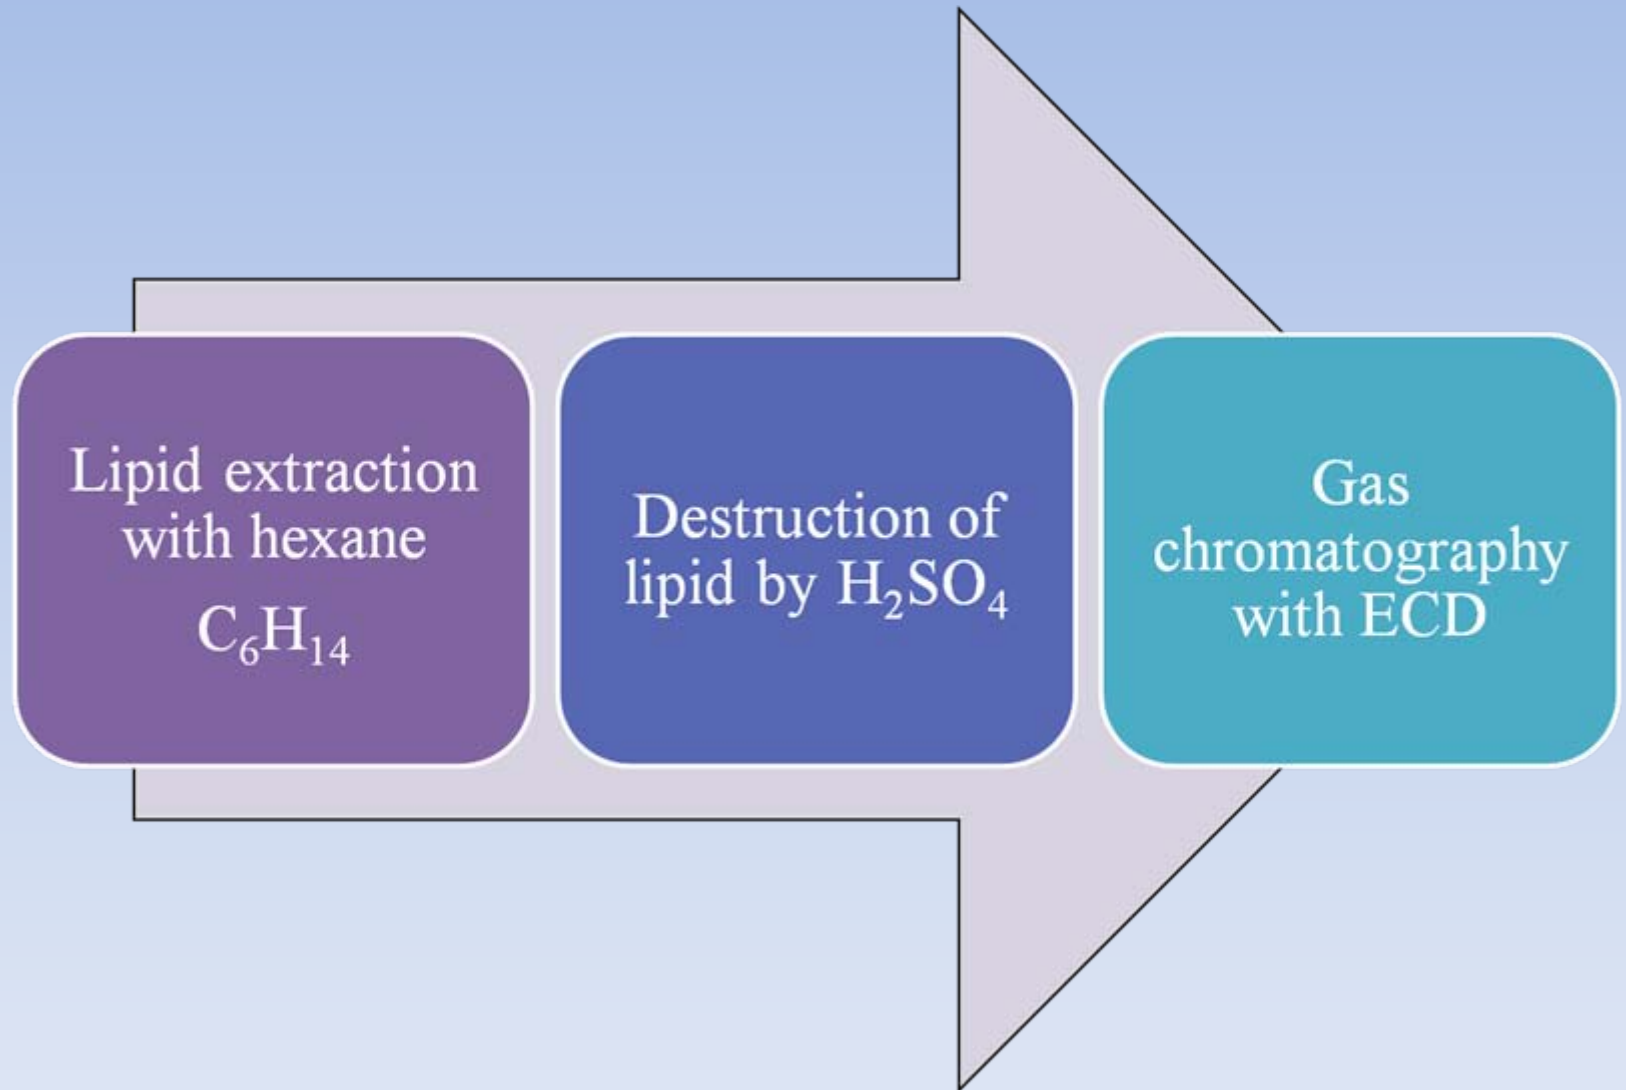 Lipid extraction
with hexane
C₆H₁₄
Destruction of
lipid by H₂SO₄
Gas
chromatography
with ECD